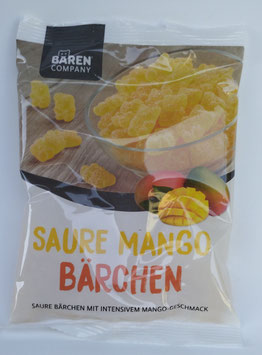 BÄREN
COMPANY
SAURE MANGO
BÄRCHEN
SAURE BÄRCHEN MIT INTENSIVEM MANGO-GESCHMACK